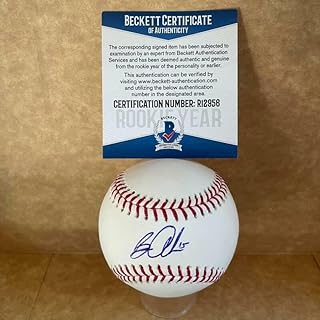 BECKETT CERTIFICATE
OF AUTHENTICITY
The corresponding signed item has been subjected to
examination by an expert from Beckett Authentication
Services and has been deemed authentic and genuine
from the rookie year of the personality or earlier.
This authentication can be verified by
visiting www.beckett-authentication.com
and utilizing the below authentication
number in the designated area.
CERTIFICATION NUMBER: RI2856
ROOKIE YEAR
BECKETT